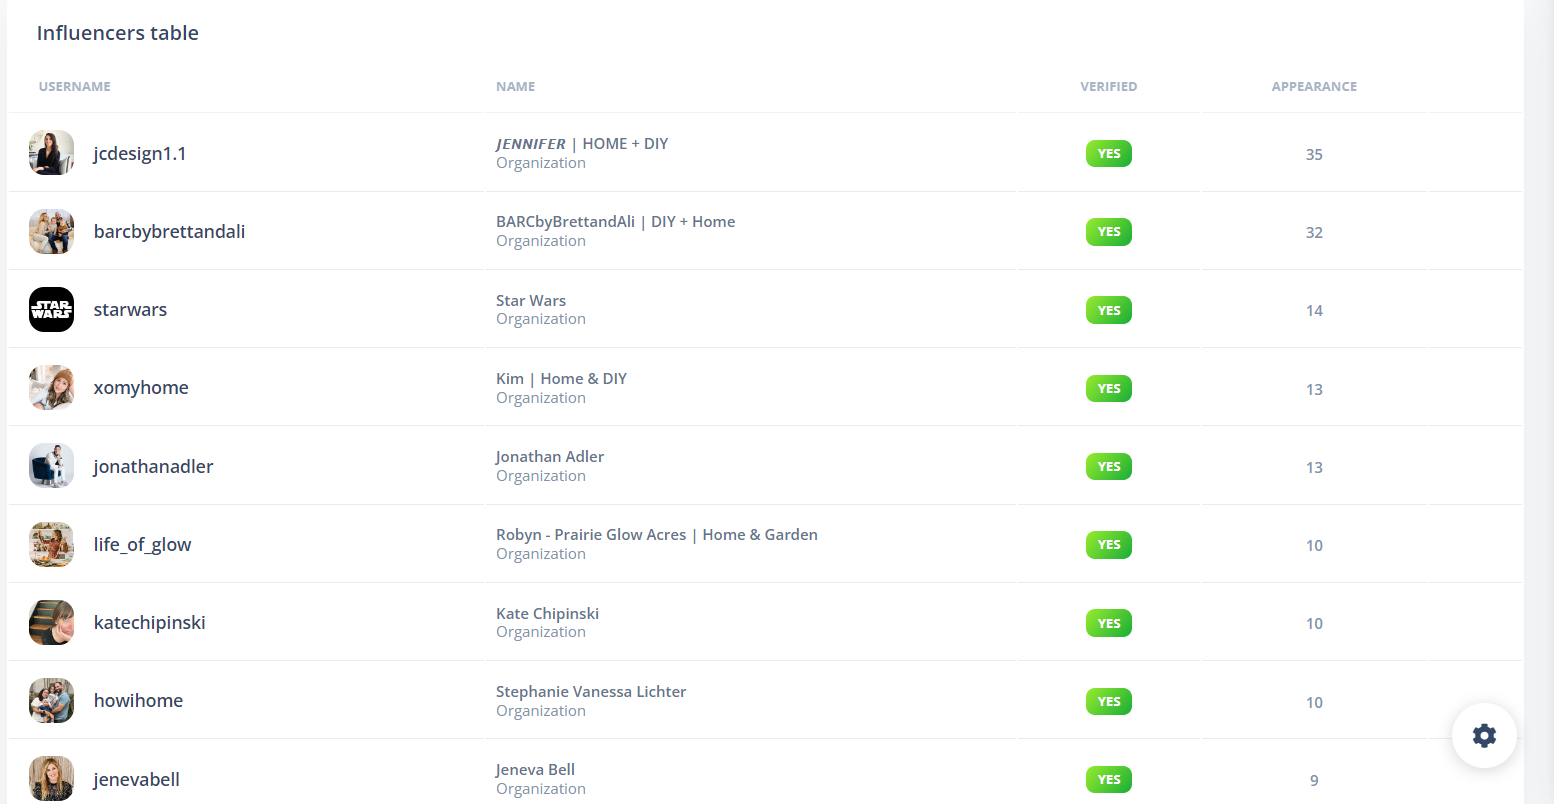 Influencers table
USERNAME NAME VERIFIED APPEARANCE
jcdesign1.1 𝙅𝙀𝙉𝙉𝙄𝙁𝙀𝙍 | HOME + DIY YES 35
Organization
barcbybrettandali BARCbyBrettandAli | DIY + Home YES 32
Organization
STAR WARS starwars Star Wars YES 14
Organization
xomyhome Kim | Home & DIY YES 13
Organization
jonathanadler Jonathan Adler YES 13
Organization
life_of_glow Robyn - Prairie Glow Acres | Home & Garden YES 10
Organization
katechipinski Kate Chipinski YES 10
Organization
howihome Stephanie Vanessa Lichter YES 10
Organization
jenevabell Jeneva Bell YES 9
Organization